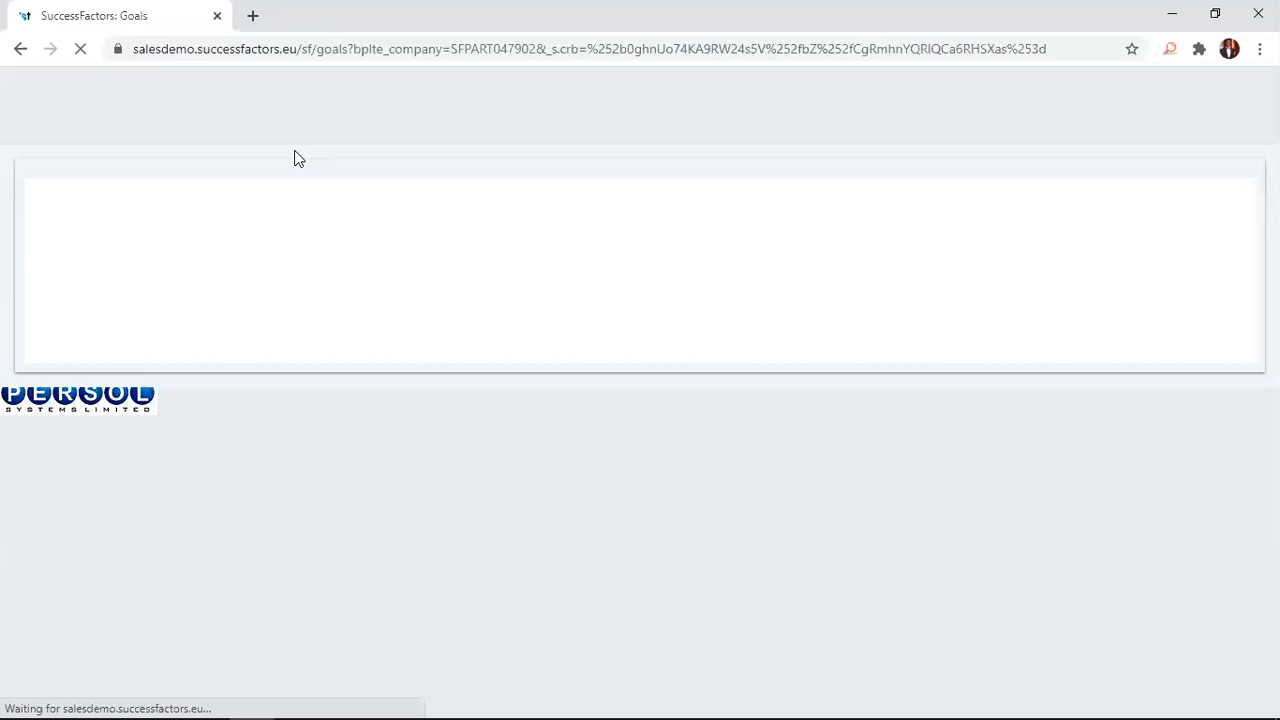 SuccessFactors: Goals
salesdemo.successfactors.eu/sf/goals?bplte_company=SFPART047902&_s.crb=%252b0ghnUo74KA9RW24s5V%252fbZ%252fCgRmhnYQRlQCa6RHSXas%253d
PERSOL
SYSTEMS LIMITED
Waiting for salesdemo.successfactors.eu...